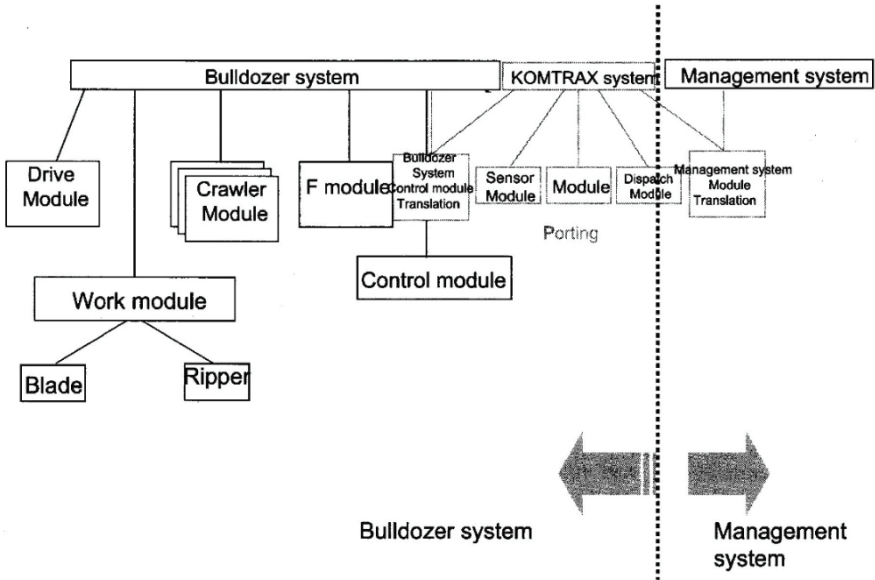 Bulldozer system
KOMTRAX system
Management system
Drive
Module
Crawler
Module
F module
Bulldozer
System
Control module
Translation
Sensor
Module
Module
Dispatch
Module
Management system
Module
Translation
Porting
Control module
Work module
Blade
Ripper
Bulldozer system
Management
system